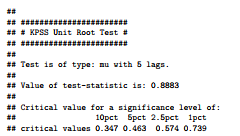 ##
## #######################
## # KPSS Unit Root Test #
## #######################
##
## Test is of type: mu with 5 lags.
##
## Value of test-statistic is: 0.8883
##
## Critical value for a significance level of:
##                 10pct  5pct 2.5pct  1pct
## critical values 0.347 0.463  0.574 0.739